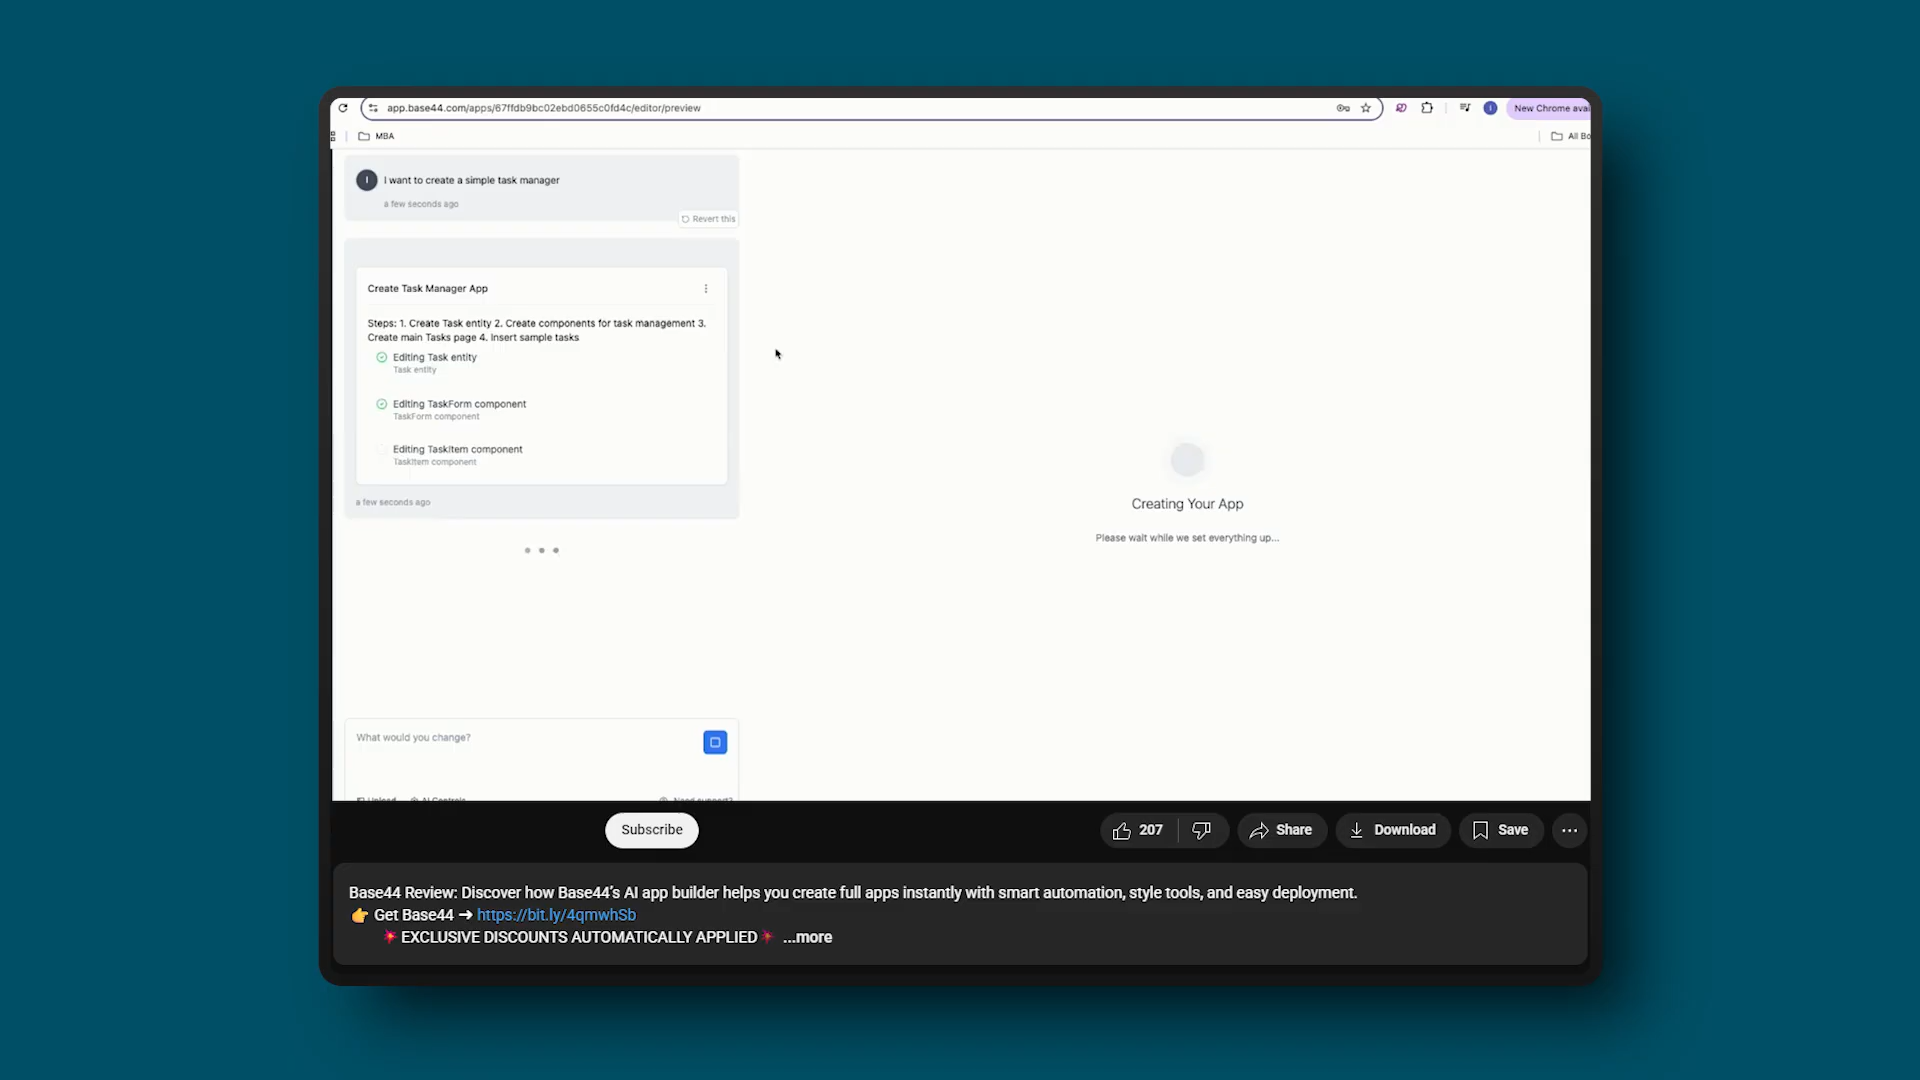 app.base44.com/apps/67ffdb9bc02ebd0655c0fd4c/editor/preview
New Chrome avai
MBA
All Bo
I
I want to create a simple task manager
a few seconds ago
Revert this
Create Task Manager App
Steps: 1. Create Task entity 2. Create components for task management 3.
Create main Tasks page 4. Insert sample tasks
Editing Task entity
Task entity
Editing TaskForm component
TaskForm component
Editing TaskItem component
TaskItem component
a few seconds ago
Creating Your App
Please wait while we set everything up...
What would you change?
Upload AI Controls Need support?
Subscribe
207
Share
Download
Save
Base44 Review: Discover how Base44's AI app builder helps you create full apps instantly with smart automation, style tools, and easy deployment.
👉 Get Base44 ➜ https://bit.ly/4qmwhSb
💥EXCLUSIVE DISCOUNTS AUTOMATICALLY APPLIED💥 ...more